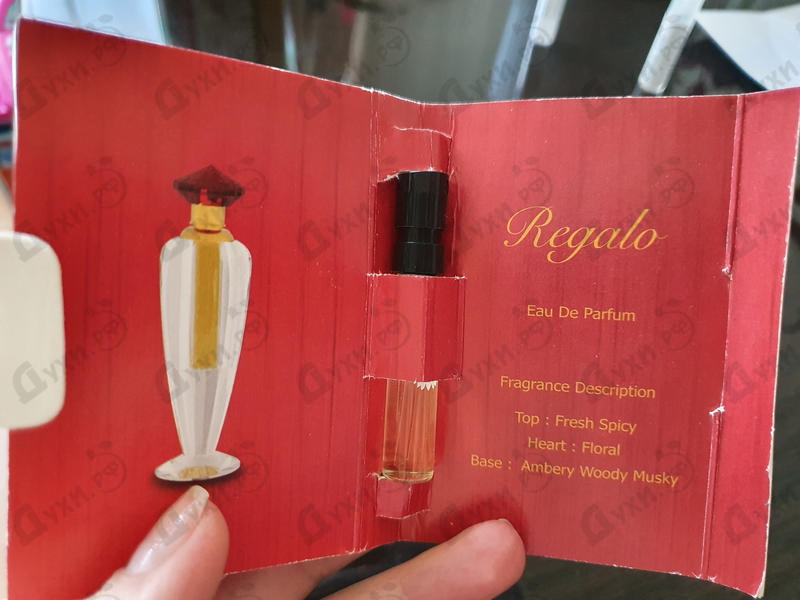 Regalo
Eau De Parfum
Fragrance Description
Top : Fresh Spicy
Heart : Floral
Base : Ambery Woody Musky
Духи.рф